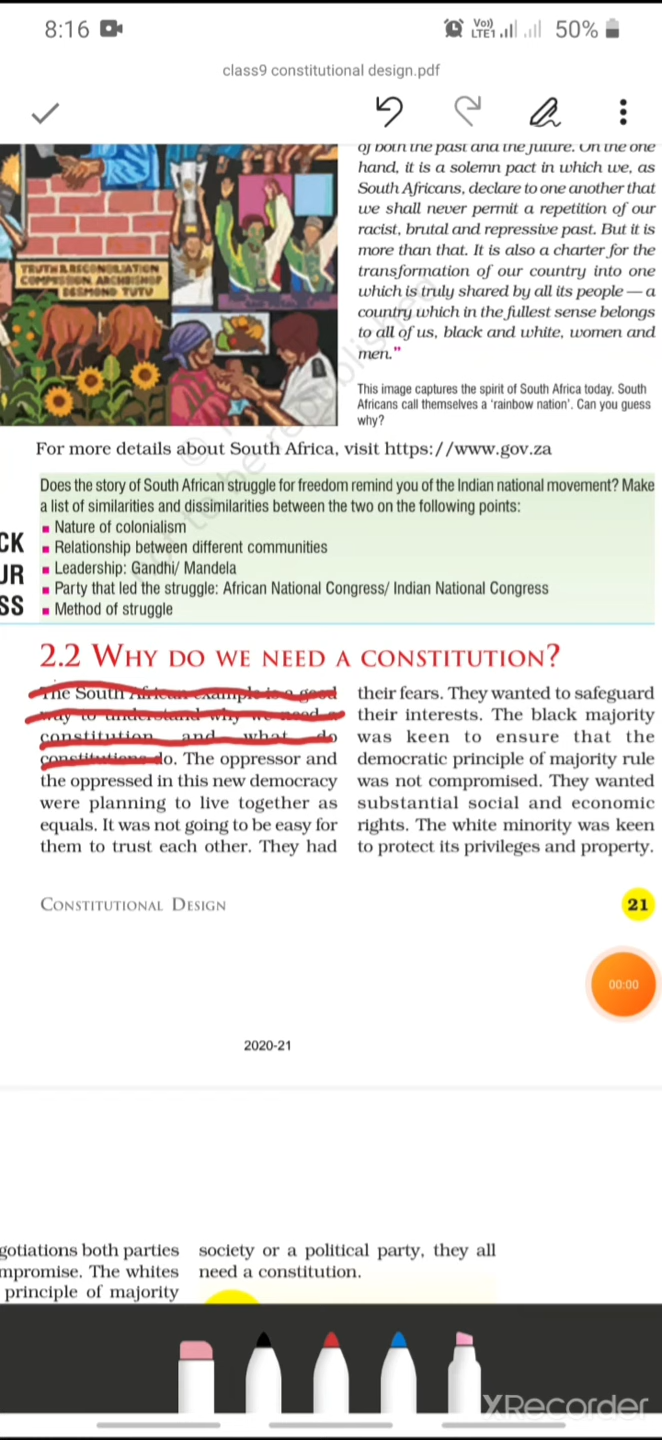 8:16
Vo))
LTE1
50%
class9 constitutional design.pdf
of both the past and the future. On the one
hand, it is a solemn pact in which we, as
South Africans, declare to one another that
we shall never permit a repetition of our
racist, brutal and repressive past. But it is
more than that. It is also a charter for the
transformation of our country into one
which is truly shared by all its people — a
country which in the fullest sense belongs
to all of us, black and white, women and
men."
TRUTH & RECONCILIATION
COMMISSION. ARCHBISHOP
DESMOND TUTU
This image captures the spirit of South Africa today. South
Africans call themselves a 'rainbow nation'. Can you guess
why?
For more details about South Africa, visit https://www.gov.za
Does the story of South African struggle for freedom remind you of the Indian national movement? Make
a list of similarities and dissimilarities between the two on the following points:
■ Nature of colonialism
CK
■ Relationship between different communities
UR
■ Leadership: Gandhi/ Mandela
■ Party that led the struggle: African National Congress/ Indian National Congress
SS
■ Method of struggle
2.2 WHY DO WE NEED A CONSTITUTION?
The South African example is a good
way to understand why we need a
constitution and what do
constitutions do. The oppressor and
the oppressed in this new democracy
were planning to live together as
equals. It was not going to be easy for
them to trust each other. They had
their fears. They wanted to safeguard
their interests. The black majority
was keen to ensure that the
democratic principle of majority rule
was not compromised. They wanted
substantial social and economic
rights. The white minority was keen
to protect its privileges and property.
CONSTITUTIONAL DESIGN
21
00:00
2020-21
gotiations both parties
mpromise. The whites
principle of majority
society or a political party, they all
need a constitution.
XRecorder